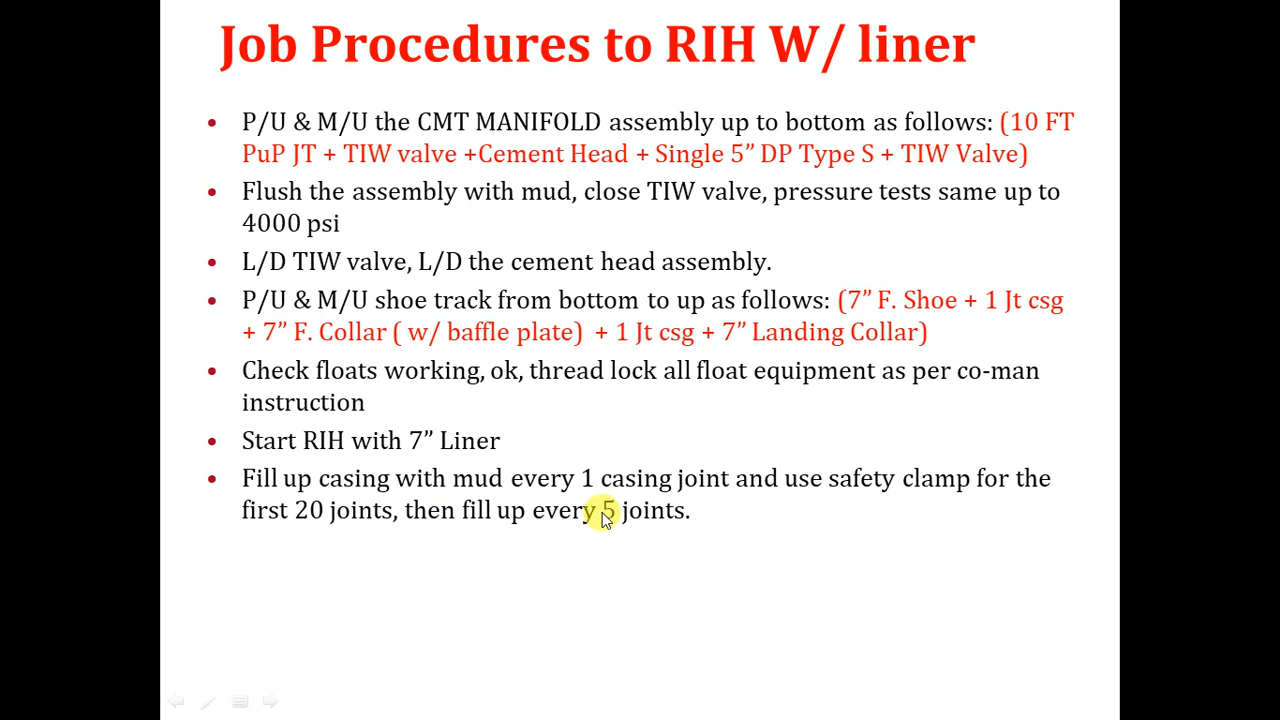 Job Procedures to RIH W/ liner
• P/U & M/U the CMT MANIFOLD assembly up to bottom as follows: (10 FT
PuP JT + TIW valve +Cement Head + Single 5” DP Type S + TIW Valve)
• Flush the assembly with mud, close TIW valve, pressure tests same up to
4000 psi
• L/D TIW valve, L/D the cement head assembly.
• P/U & M/U shoe track from bottom to up as follows: (7” F. Shoe + 1 Jt csg
+ 7” F. Collar ( w/ baffle plate) + 1 Jt csg + 7” Landing Collar)
• Check floats working, ok, thread lock all float equipment as per co-man
instruction
• Start RIH with 7” Liner
• Fill up casing with mud every 1 casing joint and use safety clamp for the
first 20 joints, then fill up every 5 joints.